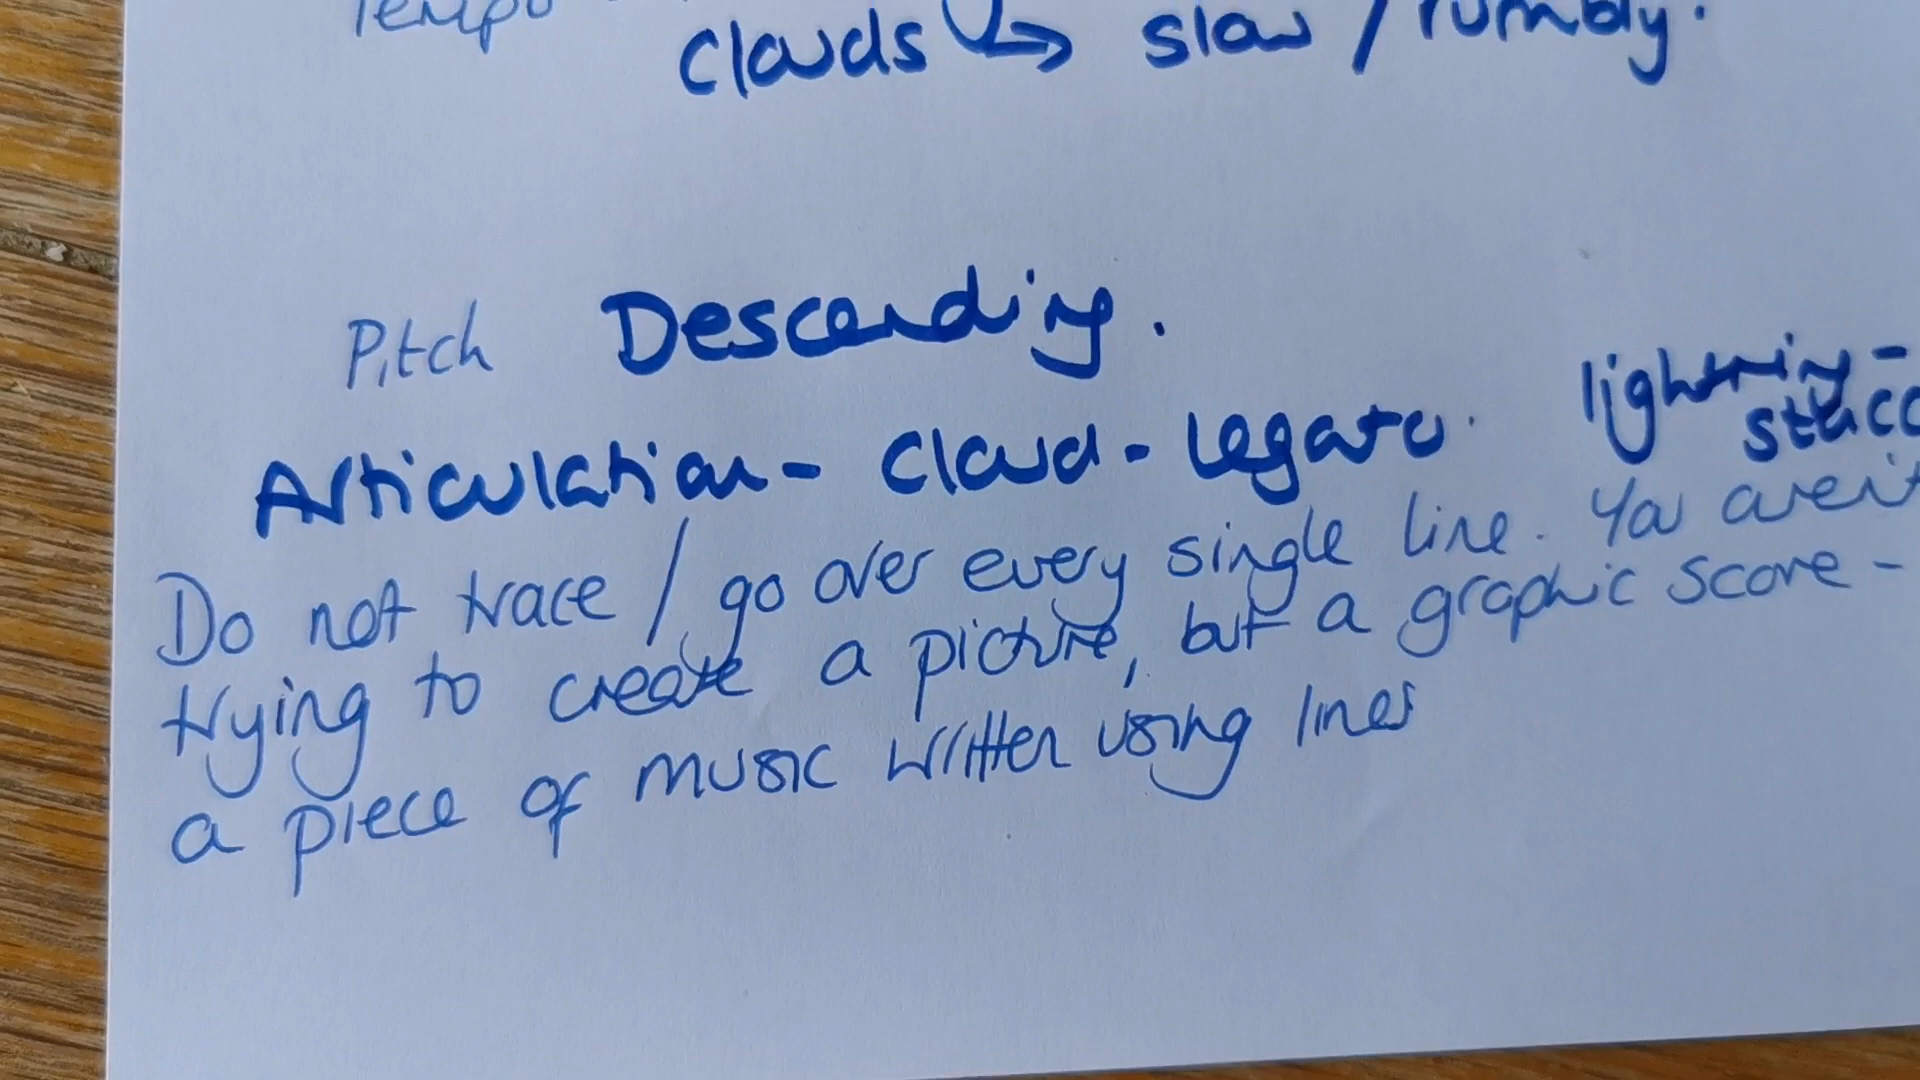 Tempo
clouds ↳ slow / rumbly.
Pitch Descending.
Articulation - cloud - legato. lightning -
stacc
Do not trace / go over every single line. You aren't
trying to create a picture, but a graphic score -
a piece of music written using lines